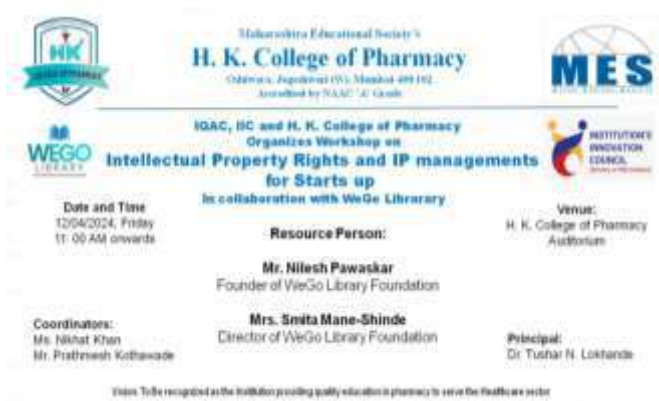 Maharashtra Educational Society's
H. K. College of Pharmacy
Oshiwara, Jogeshwari (W), Mumbai 400 102
Accredited by NAAC 'A' Grade
HK
MES
IQAC, IIC and H. K. College of Pharmacy
Organizes Workshop on
Intellectual Property Rights and IP managements
for Starts up
In collaboration with WeGo Librarary
WEGO
LIBRARY
INSTITUTION'S
INNOVATION
COUNCIL
Date and Time
12/04/2024, Friday
11: 00 AM onwards
Venue:
H. K. College of Pharmacy
Auditorium
Resource Person:
Mr. Nilesh Pawaskar
Founder of WeGo Library Foundation
Mrs. Smita Mane-Shinde
Director of WeGo Library Foundation
Coordinators:
Ms. Nikhat Khan
Mr. Prathmesh Kothawade
Principal:
Dr. Tushar N. Lokhande
Vision: To Be recognized as the Institution providing quality education in pharmacy to serve the Healthcare sector